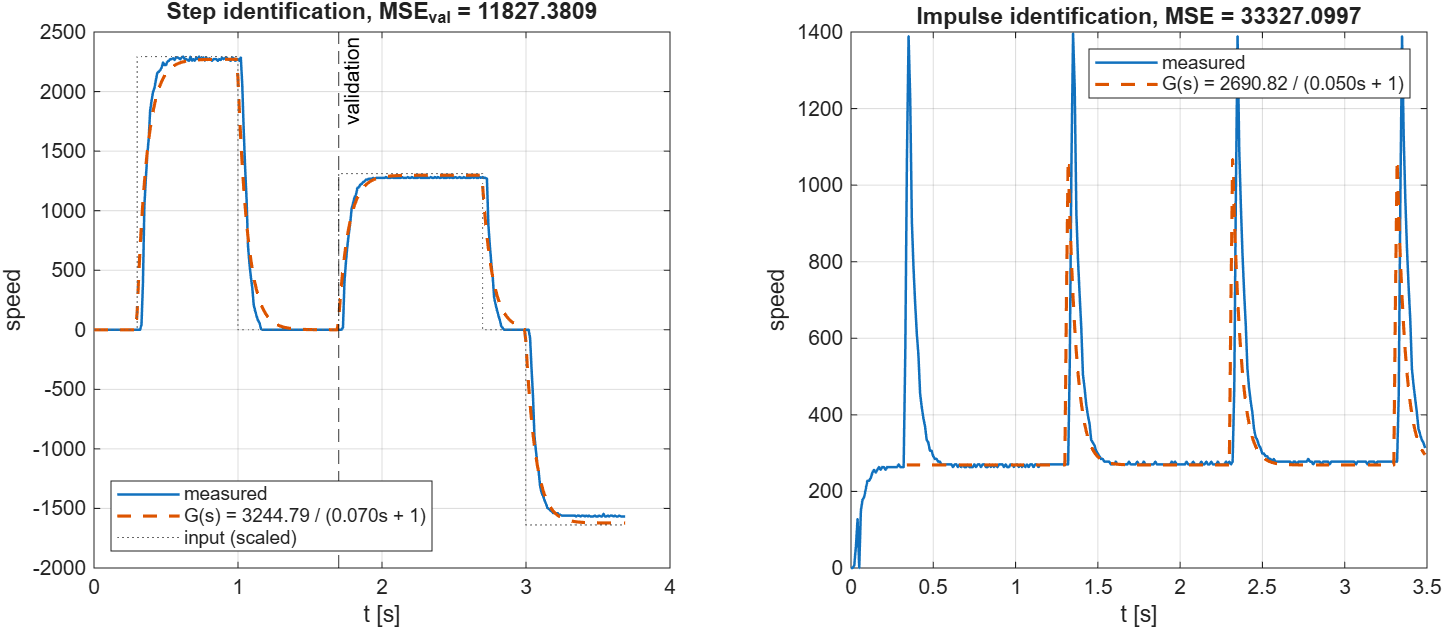 Step identification, MSEval = 11827.3809
2500
2000
1500
1000
500
0
-500
-1000
-1500
-2000
speed
validation
measured
G(s) = 3244.79 / (0.070s + 1)
input (scaled)
0
1
2
3
4
t [s]
Impulse identification, MSE = 33327.0997
1400
1200
1000
800
600
400
200
0
speed
measured
G(s) = 2690.82 / (0.050s + 1)
0
0.5
1
1.5
2
2.5
3
3.5
t [s]